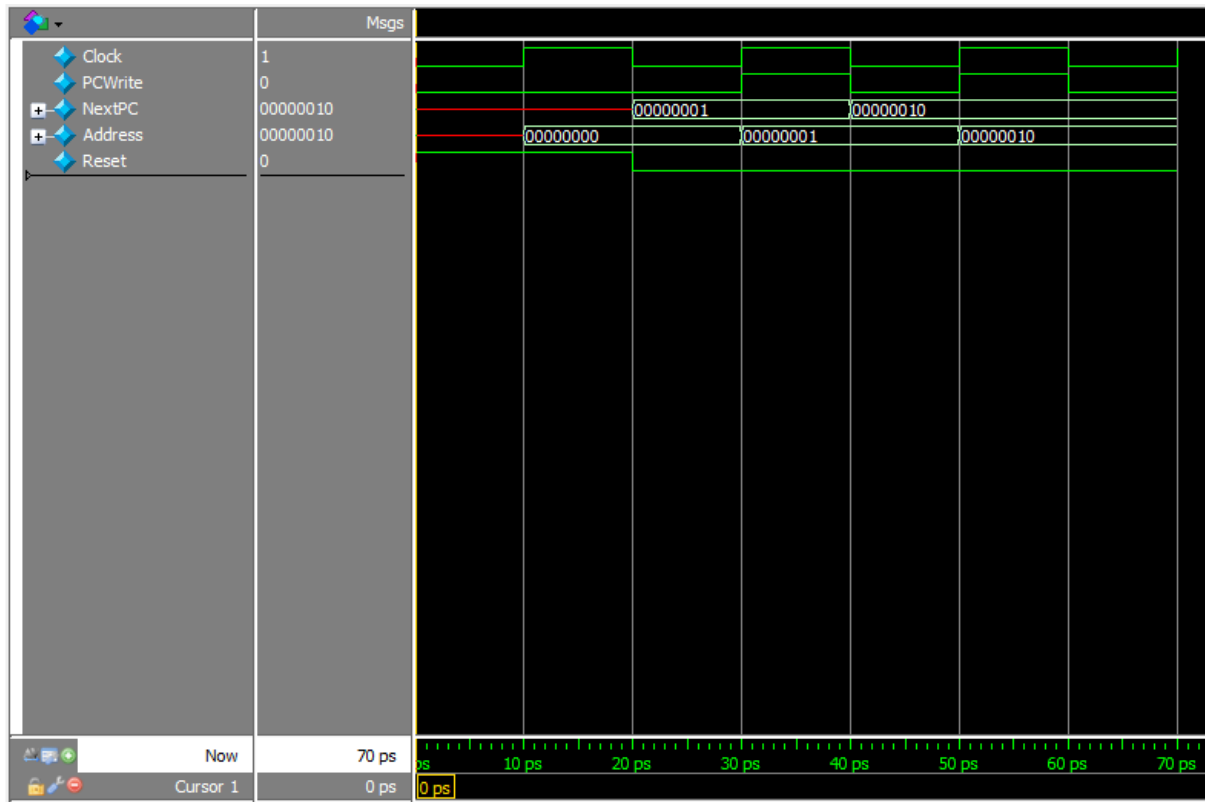 Msgs
Clock 1
PCWrite 0
NextPC 00000010 00000001 00000010
Address 00000010 00000000 00000001 00000010
Reset 0
Now 70 ps ps 10 ps 20 ps 30 ps 40 ps 50 ps 60 ps 70 ps
Cursor 1 0 ps 0 ps